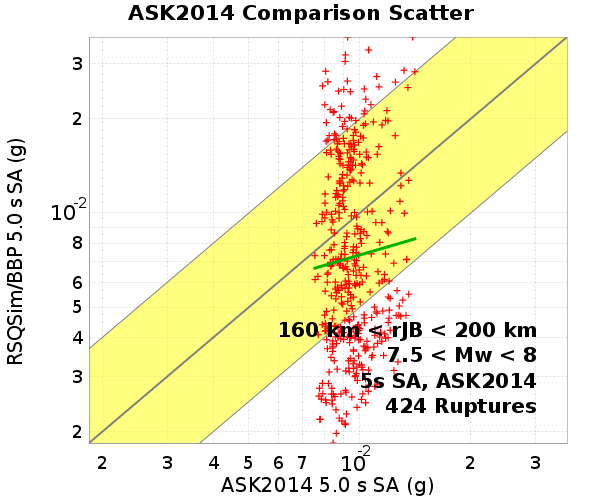 ASK2014 Comparison Scatter
RSQSim/BBP 5.0 s SA (g)
3
2
10-2
8
6
5
4
3
2
160 km < rJB < 200 km
7.5 < Mw < 8
5s SA, ASK2014
424 Ruptures
2 3 4 5 6 7 10-2 2 3
ASK2014 5.0 s SA (g)